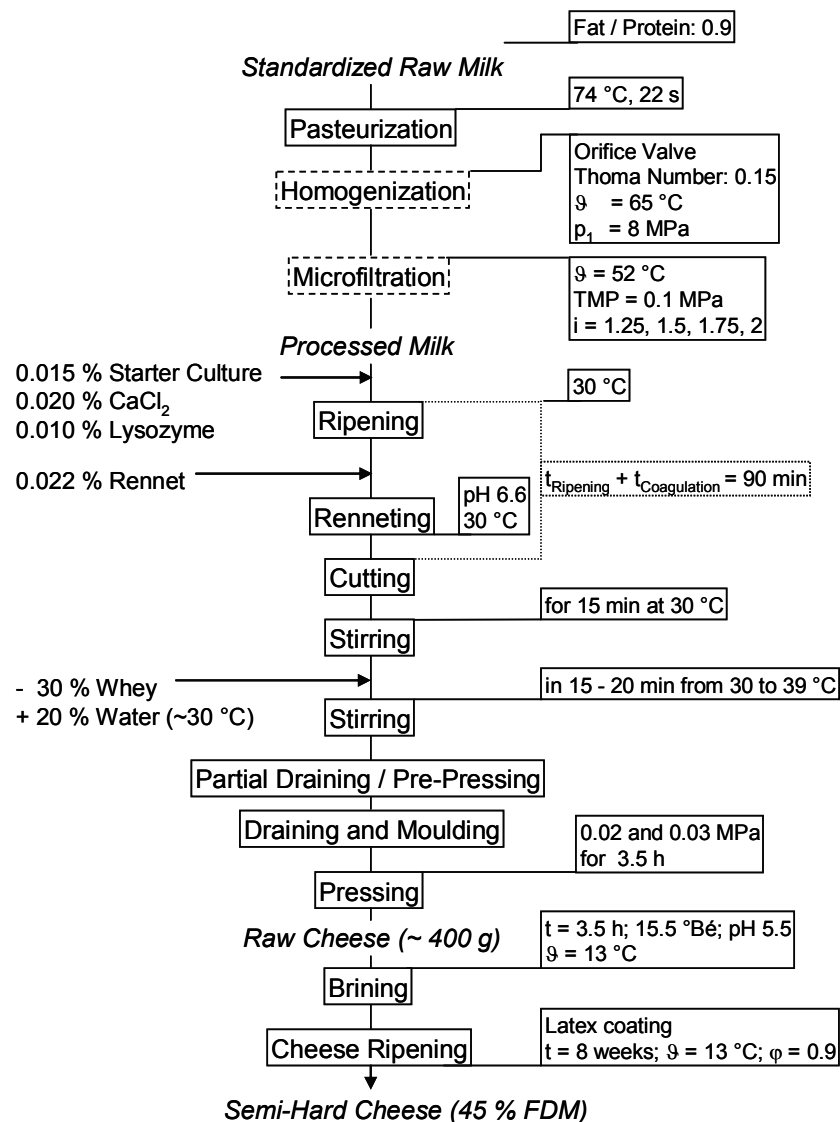 Fat / Protein: 0.9
Standardized Raw Milk
74 °C, 22 s
Pasteurization
Orifice Valve
Thoma Number: 0.15
ϑ = 65 °C
p₁ = 8 MPa
Homogenization
Microfiltration
ϑ = 52 °C
TMP = 0.1 MPa
i = 1.25, 1.5, 1.75, 2
Processed Milk
0.015 % Starter Culture
0.020 % CaCl₂
0.010 % Lysozyme
30 °C
Ripening
t_Ripening + t_Coagulation = 90 min
0.022 % Rennet
pH 6.6
30 °C
Renneting
Cutting
for 15 min at 30 °C
Stirring
- 30 % Whey
+ 20 % Water (~30 °C)
in 15 - 20 min from 30 to 39 °C
Stirring
Partial Draining / Pre-Pressing
Draining and Moulding
0.02 and 0.03 MPa
for 3.5 h
Pressing
Raw Cheese (~ 400 g)
t = 3.5 h; 15.5 °Bé; pH 5.5
ϑ = 13 °C
Brining
Latex coating
t = 8 weeks; ϑ = 13 °C; φ = 0.9
Cheese Ripening
Semi-Hard Cheese (45 % FDM)